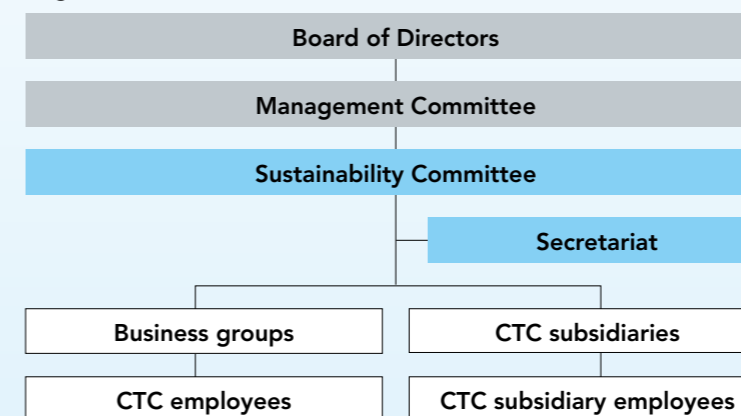 Board of Directors
Management Committee
Sustainability Committee
Secretariat
Business groups
CTC subsidiaries
CTC employees
CTC subsidiary employees